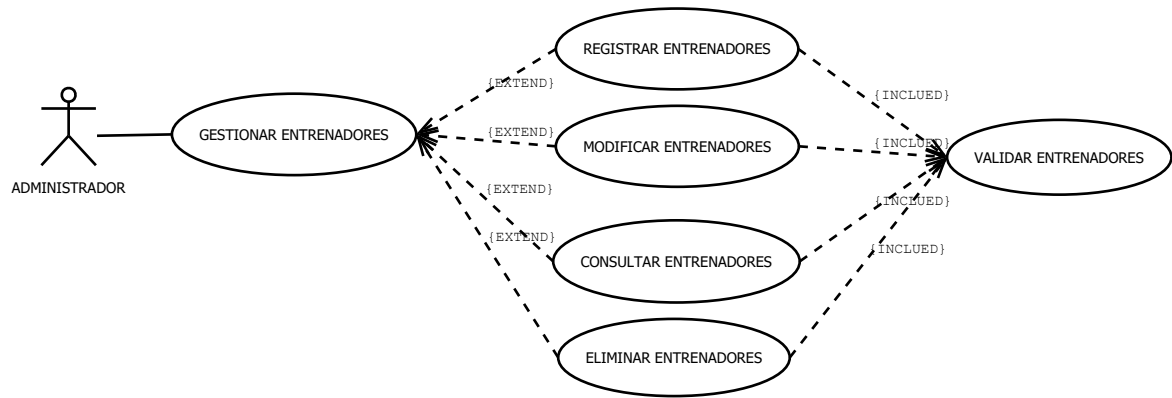 REGISTRAR ENTRENADORES
{EXTEND}
{INCLUED}
GESTIONAR ENTRENADORES
{EXTEND}
MODIFICAR ENTRENADORES
{INCLUED}
VALIDAR ENTRENADORES
ADMINISTRADOR
{EXTEND}
{INCLUED}
{EXTEND}
CONSULTAR ENTRENADORES
{INCLUED}
ELIMINAR ENTRENADORES